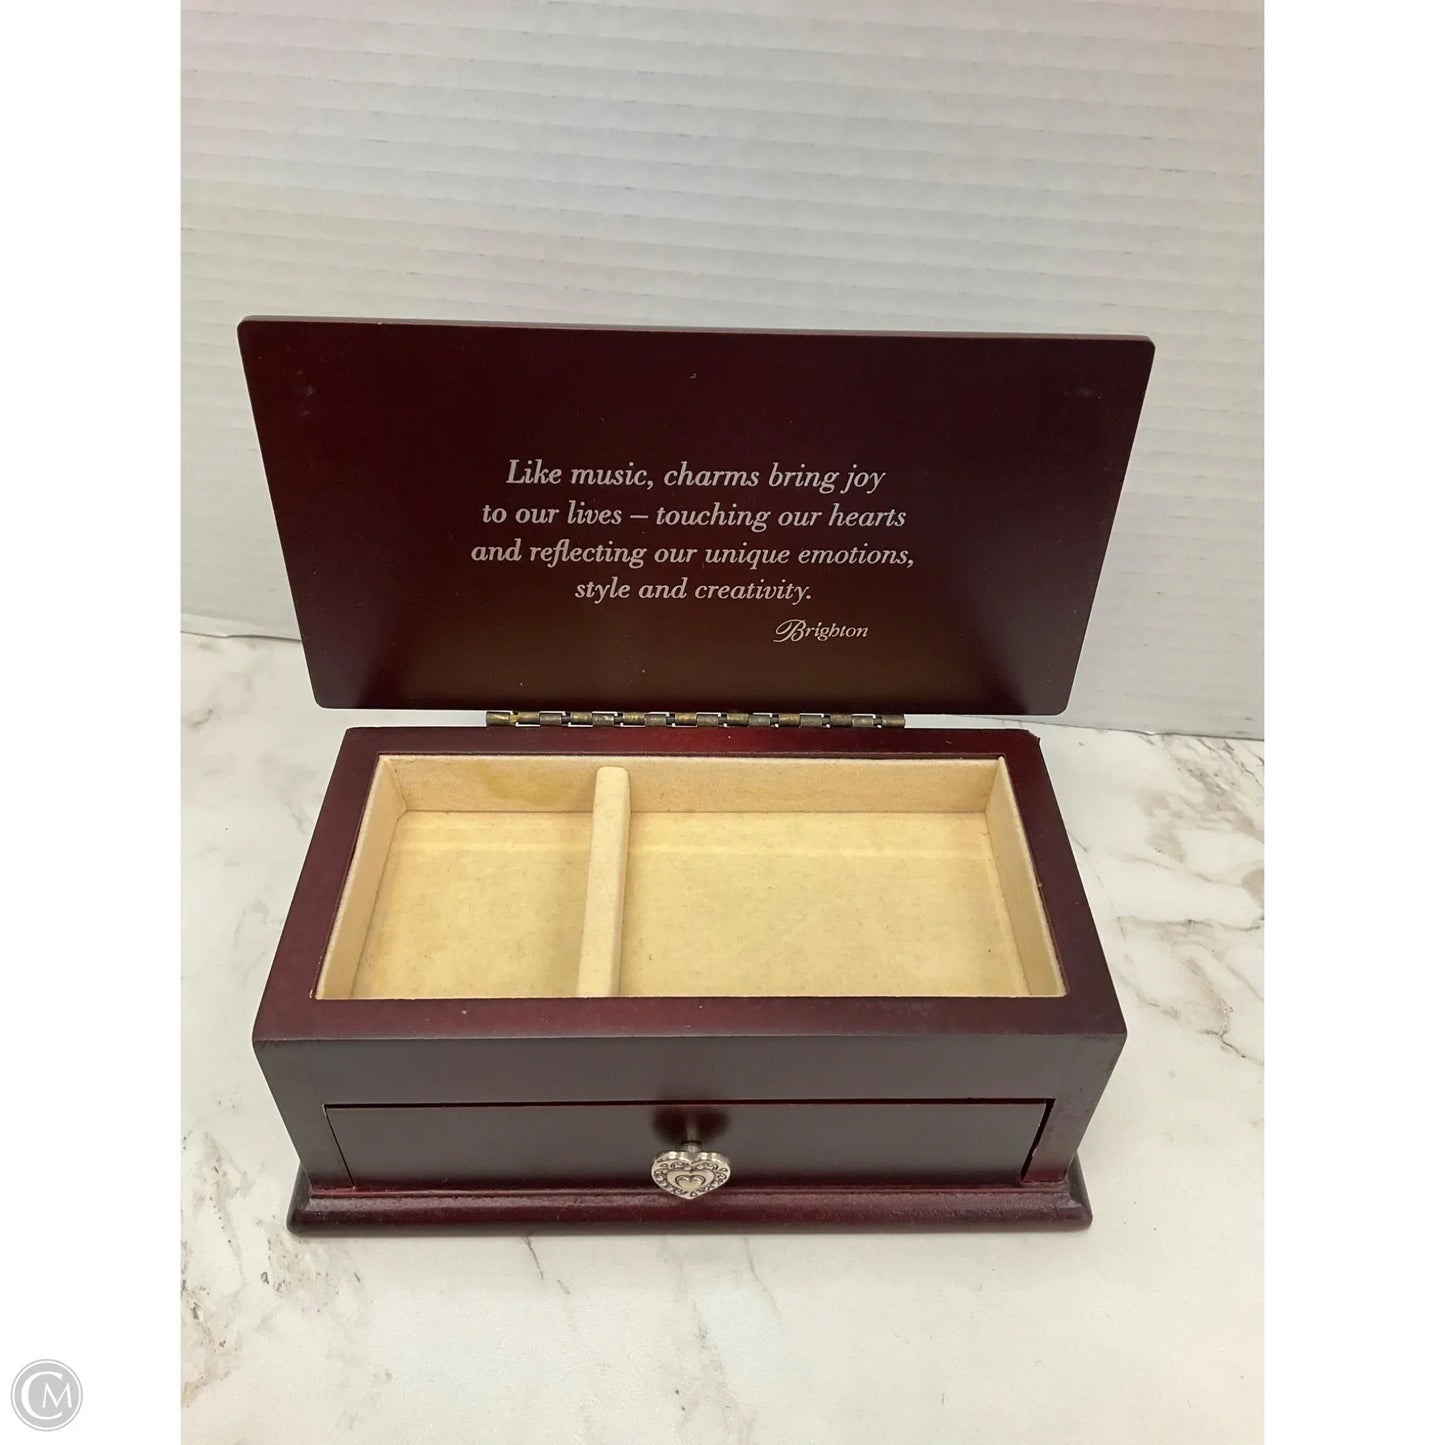 Like music, charms bring joy
to our lives – touching our hearts
and reflecting our unique emotions,
style and creativity.
Brighton
CM